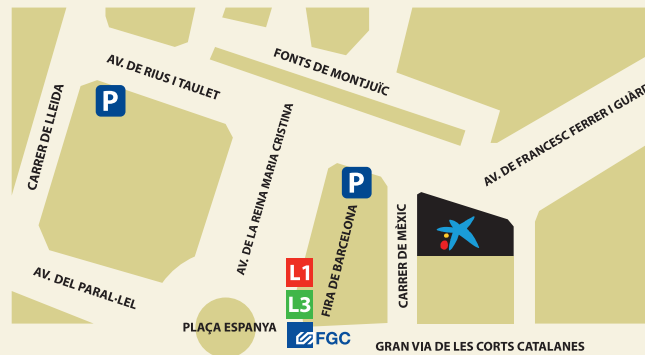 FONTS DE MONTJUÏC
AV. DE RIUS I TAULET
P
CARRER DE LLEIDA
AV. DE LA REINA MARIA CRISTINA
P
AV. DE FRANCESC FERRER I GUÀR
FIRA DE BARCELONA
CARRER DE MÈXIC
AV. DEL PARAL·LEL
L1
L3
PLAÇA ESPANYA
FGC
GRAN VIA DE LES CORTS CATALANES